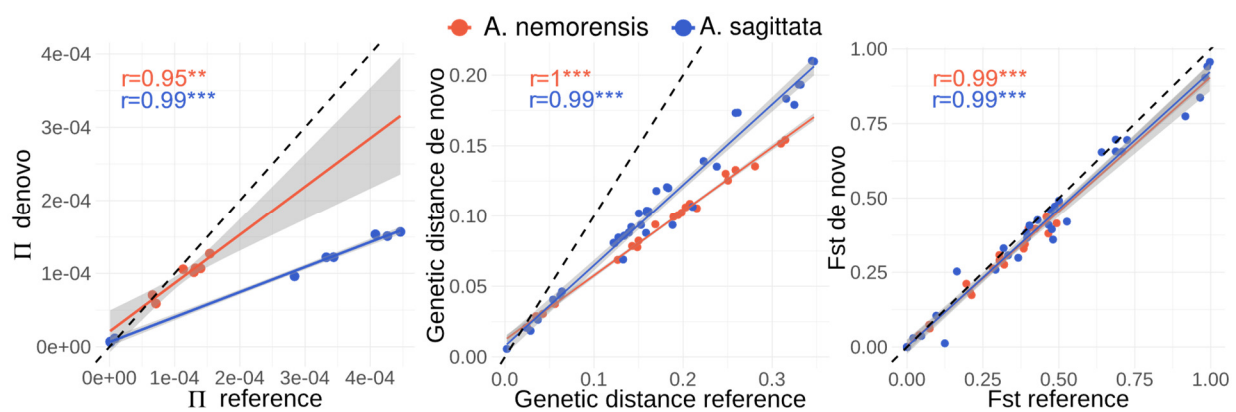 A. nemorensis A. sagittata
r=0.95**
r=0.99***
4e-04
3e-04
2e-04
1e-04
0e+00
Π denovo
0e+00 1e-04 2e-04 3e-04 4e-04
Π reference
r=1***
r=0.99***
0.20
0.15
0.10
0.05
0.00
Genetic distance de novo
0.0 0.1 0.2 0.3
Genetic distance reference
r=0.99***
r=0.99***
1.00
0.75
0.50
0.25
0.00
Fst de novo
0.00 0.25 0.50 0.75 1.00
Fst reference